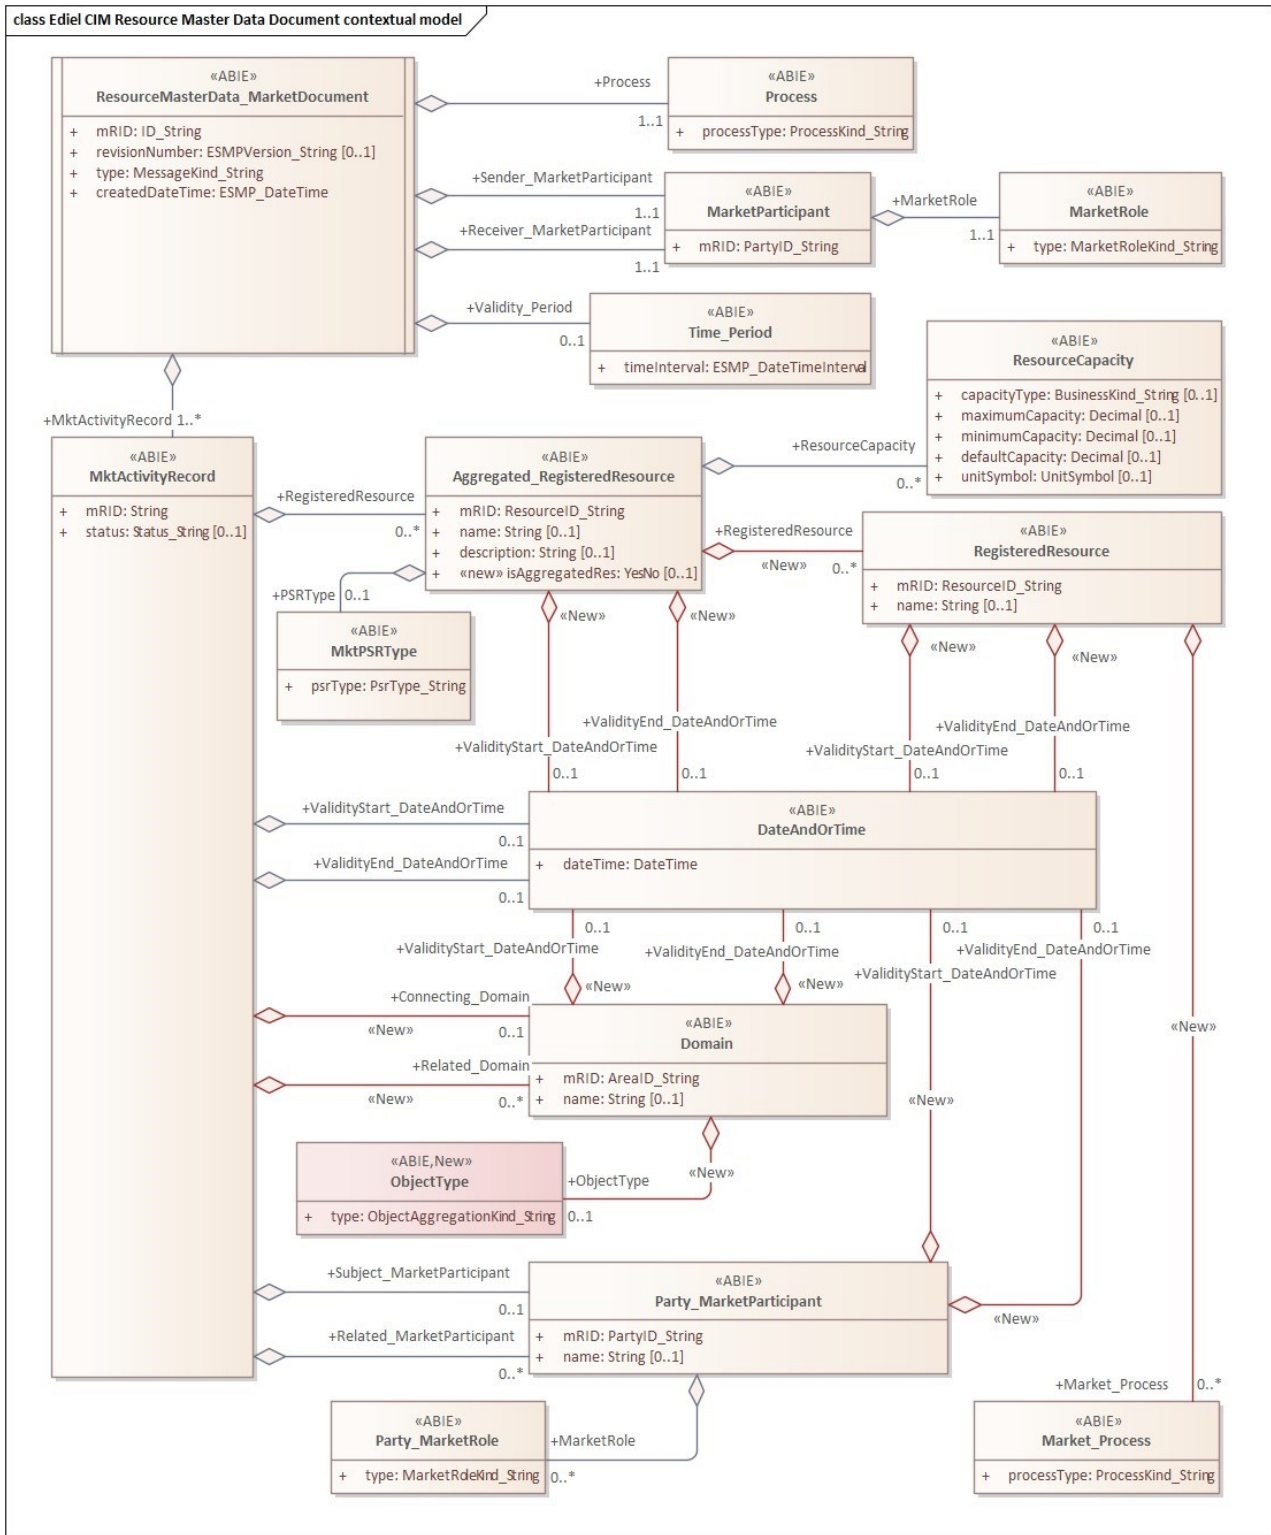 class Ediel CIM Resource Master Data Document contextual model
«ABIE»
ResourceMasterData_MarketDocument
+ mRID: ID_String
+ revisionNumber: ESMPVersion_String [0..1]
+ type: MessageKind_String
+ createdDateTime: ESMP_DateTime
+Process
1..1
«ABIE»
Process
+ processType: ProcessKind_String
+Sender_MarketParticipant
1..1
+Receiver_MarketParticipant
1..1
«ABIE»
MarketParticipant
+ mRID: PartyID_String
+MarketRole
1..1
«ABIE»
MarketRole
+ type: MarketRoleKind_String
+Validity_Period
0..1
«ABIE»
Time_Period
+ timeInterval: ESMP_DateTimeInterval
«ABIE»
ResourceCapacity
+ capacityType: BusinessKind_String [0..1]
+ maximumCapacity: Decimal [0..1]
+ minimumCapacity: Decimal [0..1]
+ defaultCapacity: Decimal [0..1]
+ unitSymbol: UnitSymbol [0..1]
+MktActivityRecord 1..*
«ABIE»
MktActivityRecord
+ mRID: String
+ status: Status_String [0..1]
+RegisteredResource
0..*
«ABIE»
Aggregated_RegisteredResource
+ mRID: ResourceID_String
+ name: String [0..1]
+ description: String [0..1]
+ «new» isAggregatedRes: YesNo [0..1]
+ResourceCapacity
0..*
+RegisteredResource
«New»
0..*
«ABIE»
RegisteredResource
+ mRID: ResourceID_String
+ name: String [0..1]
+PSRType
0..1
«ABIE»
MktPSRType
+ psrType: PsrType_String
«New»
«New»
«New»
«New»
«New»
+ValidityEnd_DateAndOrTime
+ValidityStart_DateAndOrTime
0..1
0..1
+ValidityEnd_DateAndOrTime
+ValidityStart_DateAndOrTime
0..1
0..1
+ValidityStart_DateAndOrTime
0..1
+ValidityEnd_DateAndOrTime
0..1
«ABIE»
DateAndOrTime
+ dateTime: DateTime
0..1
0..1
0..1
0..1
+ValidityStart_DateAndOrTime
+ValidityEnd_DateAndOrTime
+ValidityEnd_DateAndOrTime
+ValidityStart_DateAndOrTime
«New»
«New»
+Connecting_Domain
«New»
0..1
+Related_Domain
«New»
0..*
«ABIE»
Domain
+ mRID: AreaID_String
+ name: String [0..1]
«New»
«New»
«ABIE,New»
ObjectType
+ type: ObjectAggregationKind_String
+ObjectType
0..1
«New»
+Subject_MarketParticipant
0..1
+Related_MarketParticipant
0..*
«ABIE»
Party_MarketParticipant
+ mRID: PartyID_String
+ name: String [0..1]
«New»
«ABIE»
Party_MarketRole
+ type: MarketRoleKind_String
+MarketRole
0..*
+Market_Process
0..*
«ABIE»
Market_Process
+ processType: ProcessKind_String